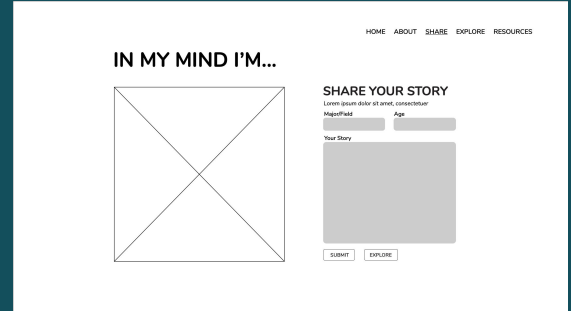 HOME ABOUT SHARE EXPLORE RESOURCES
IN MY MIND I’M...
SHARE YOUR STORY
Lorem ipsum dolor sit amet, consectetuer
Major/Field Age
Your Story
SUBMIT EXPLORE